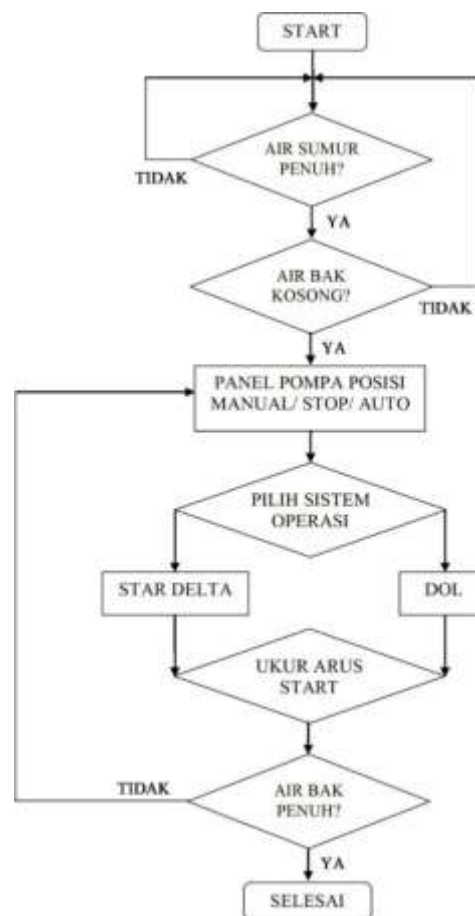 START
AIR SUMUR
PENUH?
TIDAK
YA
AIR BAK
KOSONG?
TIDAK
YA
PANEL POMPA POSISI
MANUAL/ STOP/ AUTO
PILIH SISTEM
OPERASI
STAR DELTA
DOL
UKUR ARUS
START
TIDAK
AIR BAK
PENUH?
YA
SELESAI